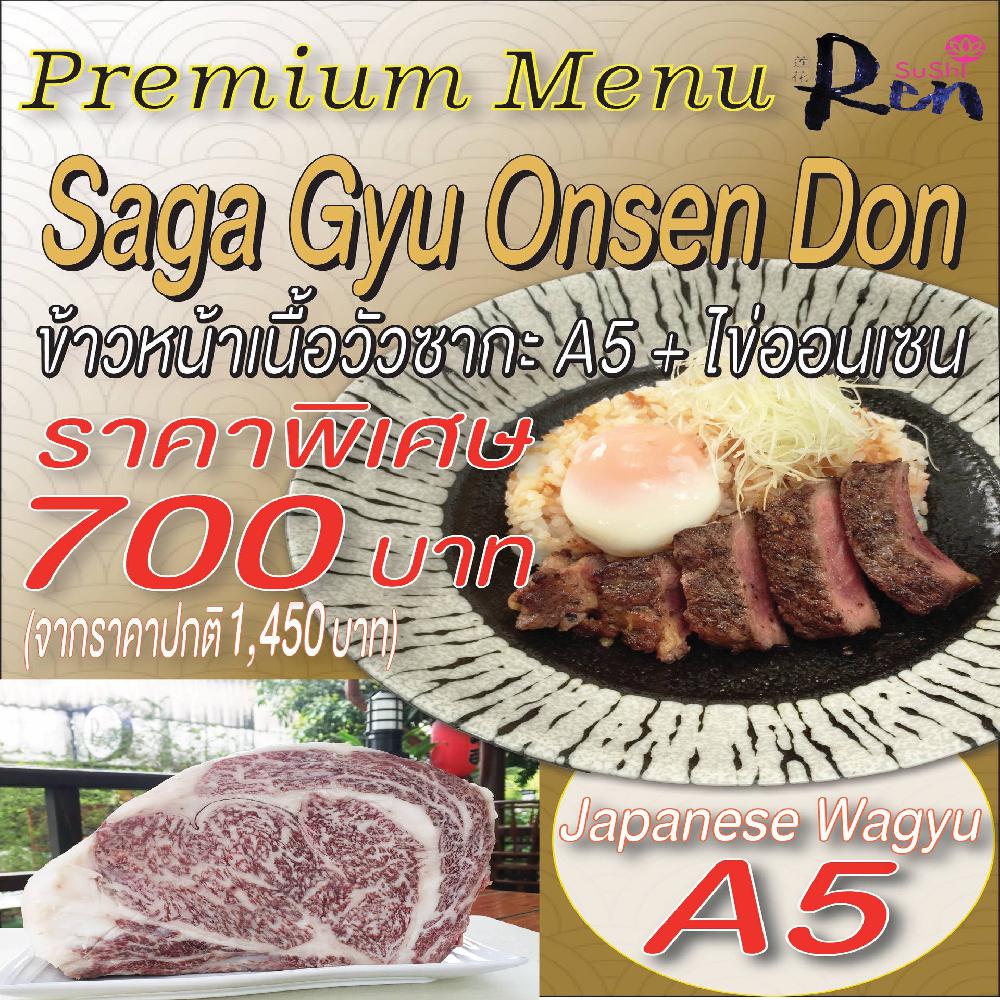 Premium Menu
蓮花
Ren
SuShi
Saga Gyu Onsen Don
ข้าวหน้าเนื้อวัวซากะ A5 + ไข่ออนเซน
ราคาพิเศษ
700 บาท
(จากราคาปกติ 1,450 บาท)
Japanese Wagyu
A5